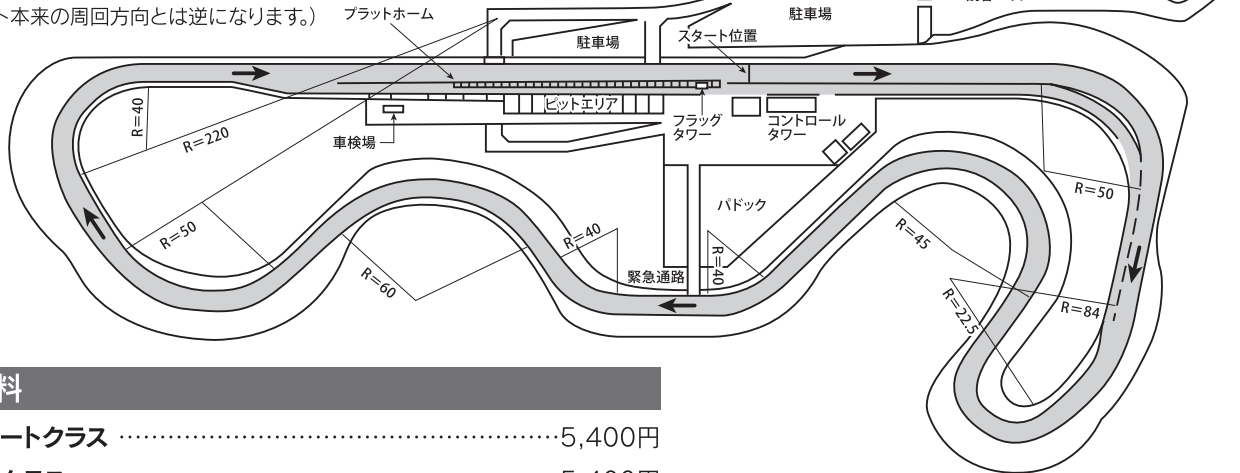 ト本来の周回方向とは逆になります。）
プラットホーム
駐車場
駐車場
スタート位置
ピットエリア
フラッグ
タワー
コントロール
タワー
車検場
パドック
緊急通路
R=40
R=220
R=50
R=60
R=40
R=40
R=45
R=50
R=84
R=22.5
料
ートクラス 5,400円